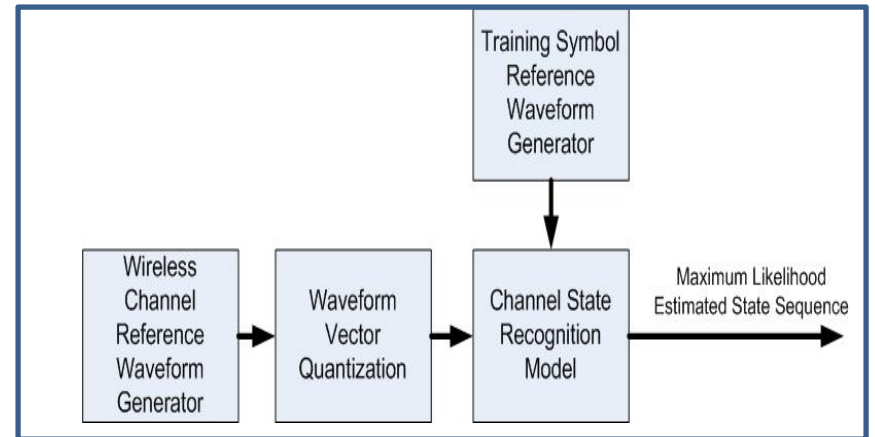 Training Symbol
Reference
Waveform
Generator
Wireless
Channel
Reference
Waveform
Generator
Waveform
Vector
Quantization
Channel State
Recognition
Model
Maximum Likelihood
Estimated State Sequence